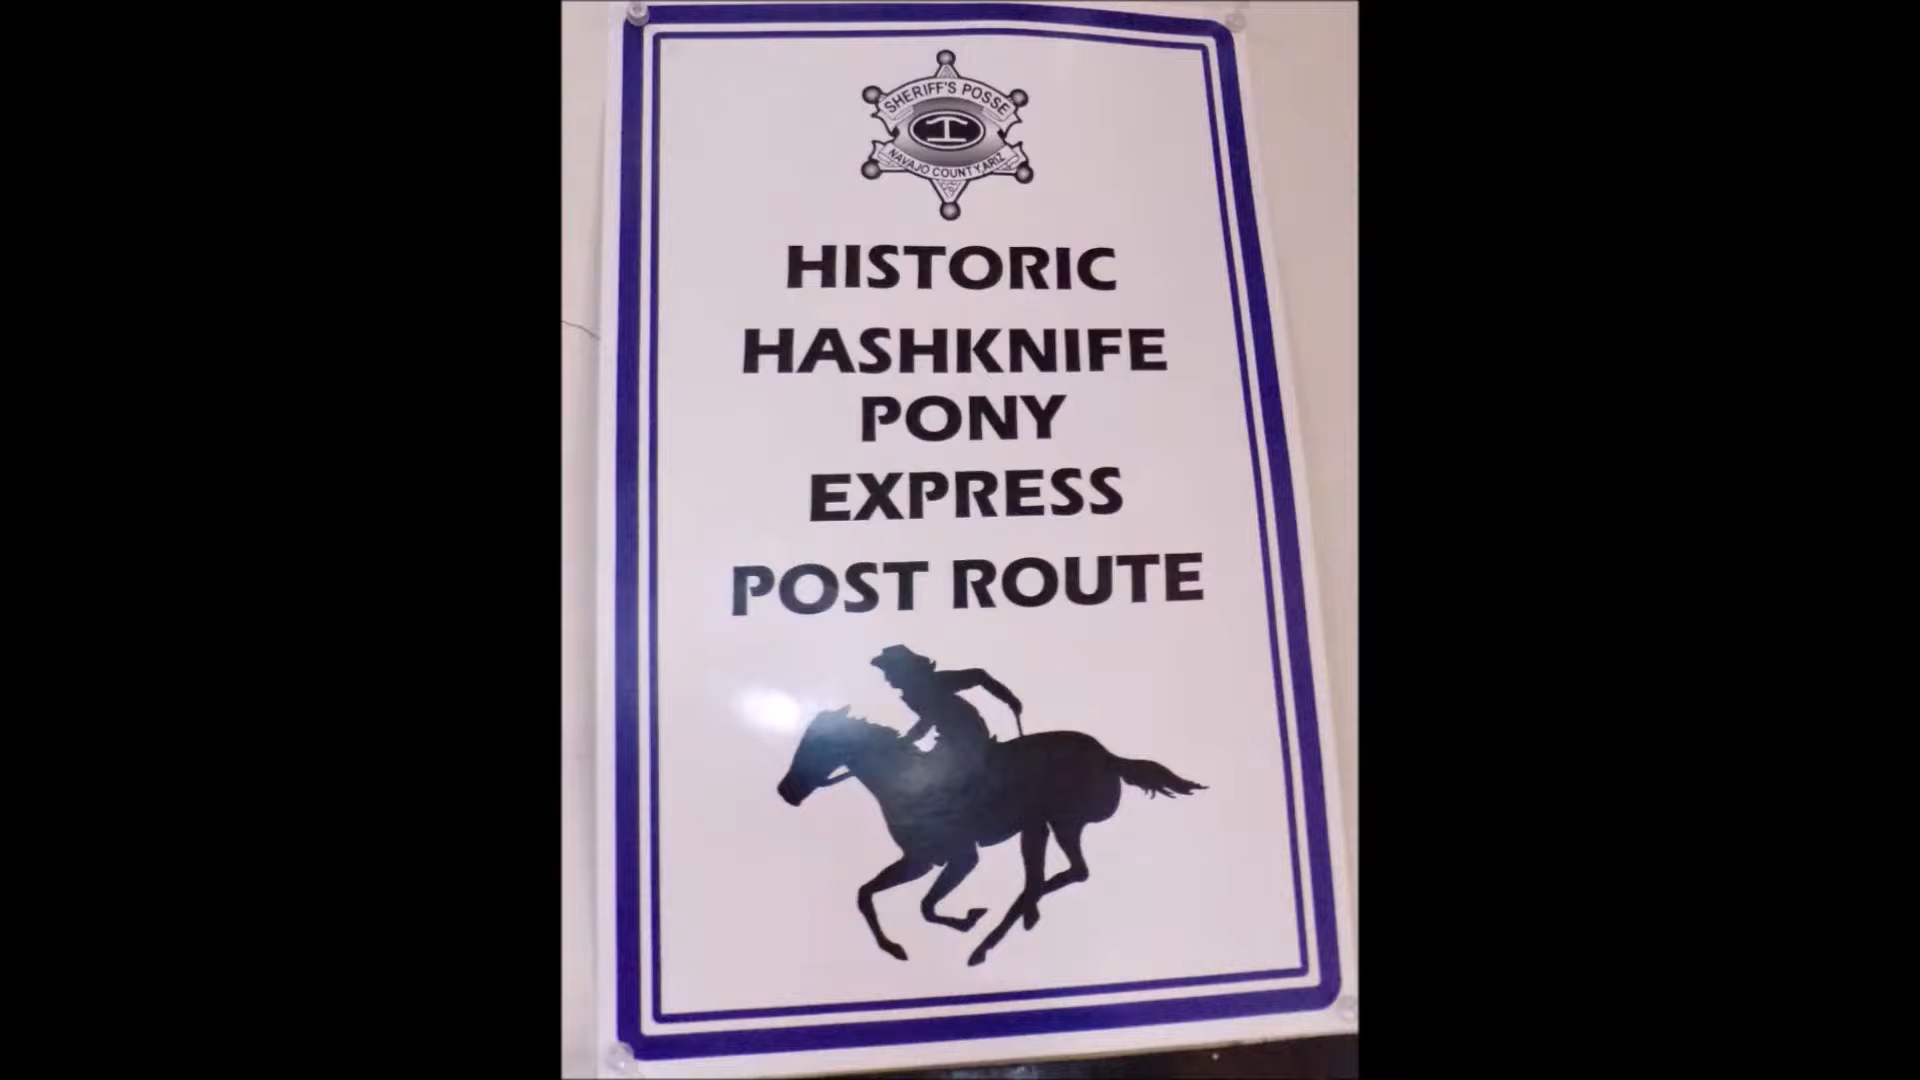 SHERIFF'S POSSE
NAVAJO COUNTY, ARIZ
HISTORIC
HASHKNIFE
PONY
EXPRESS
POST ROUTE